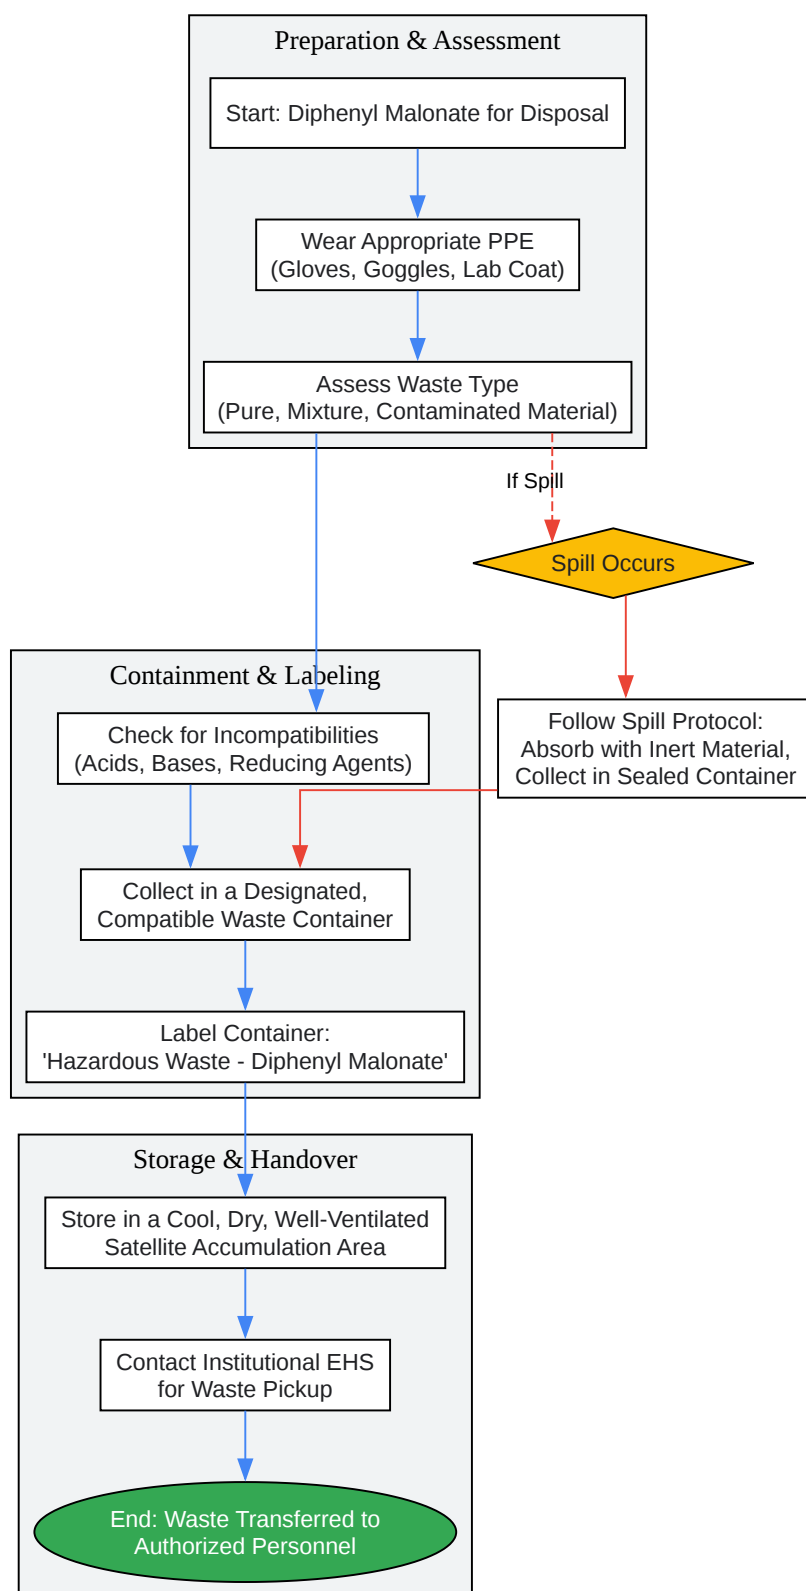 Preparation & Assessment
Start: Diphenyl Malonate for Disposal
Wear Appropriate PPE
(Gloves, Goggles, Lab Coat)
Assess Waste Type
(Pure, Mixture, Contaminated Material)
If Spill
Spill Occurs
Containment & Labeling
Check for Incompatibilities
(Acids, Bases, Reducing Agents)
Follow Spill Protocol:
Absorb with Inert Material,
Collect in Sealed Container
Collect in a Designated,
Compatible Waste Container
Label Container:
'Hazardous Waste - Diphenyl Malonate'
Storage & Handover
Store in a Cool, Dry, Well-Ventilated
Satellite Accumulation Area
Contact Institutional EHS
for Waste Pickup
End: Waste Transferred to
Authorized Personnel